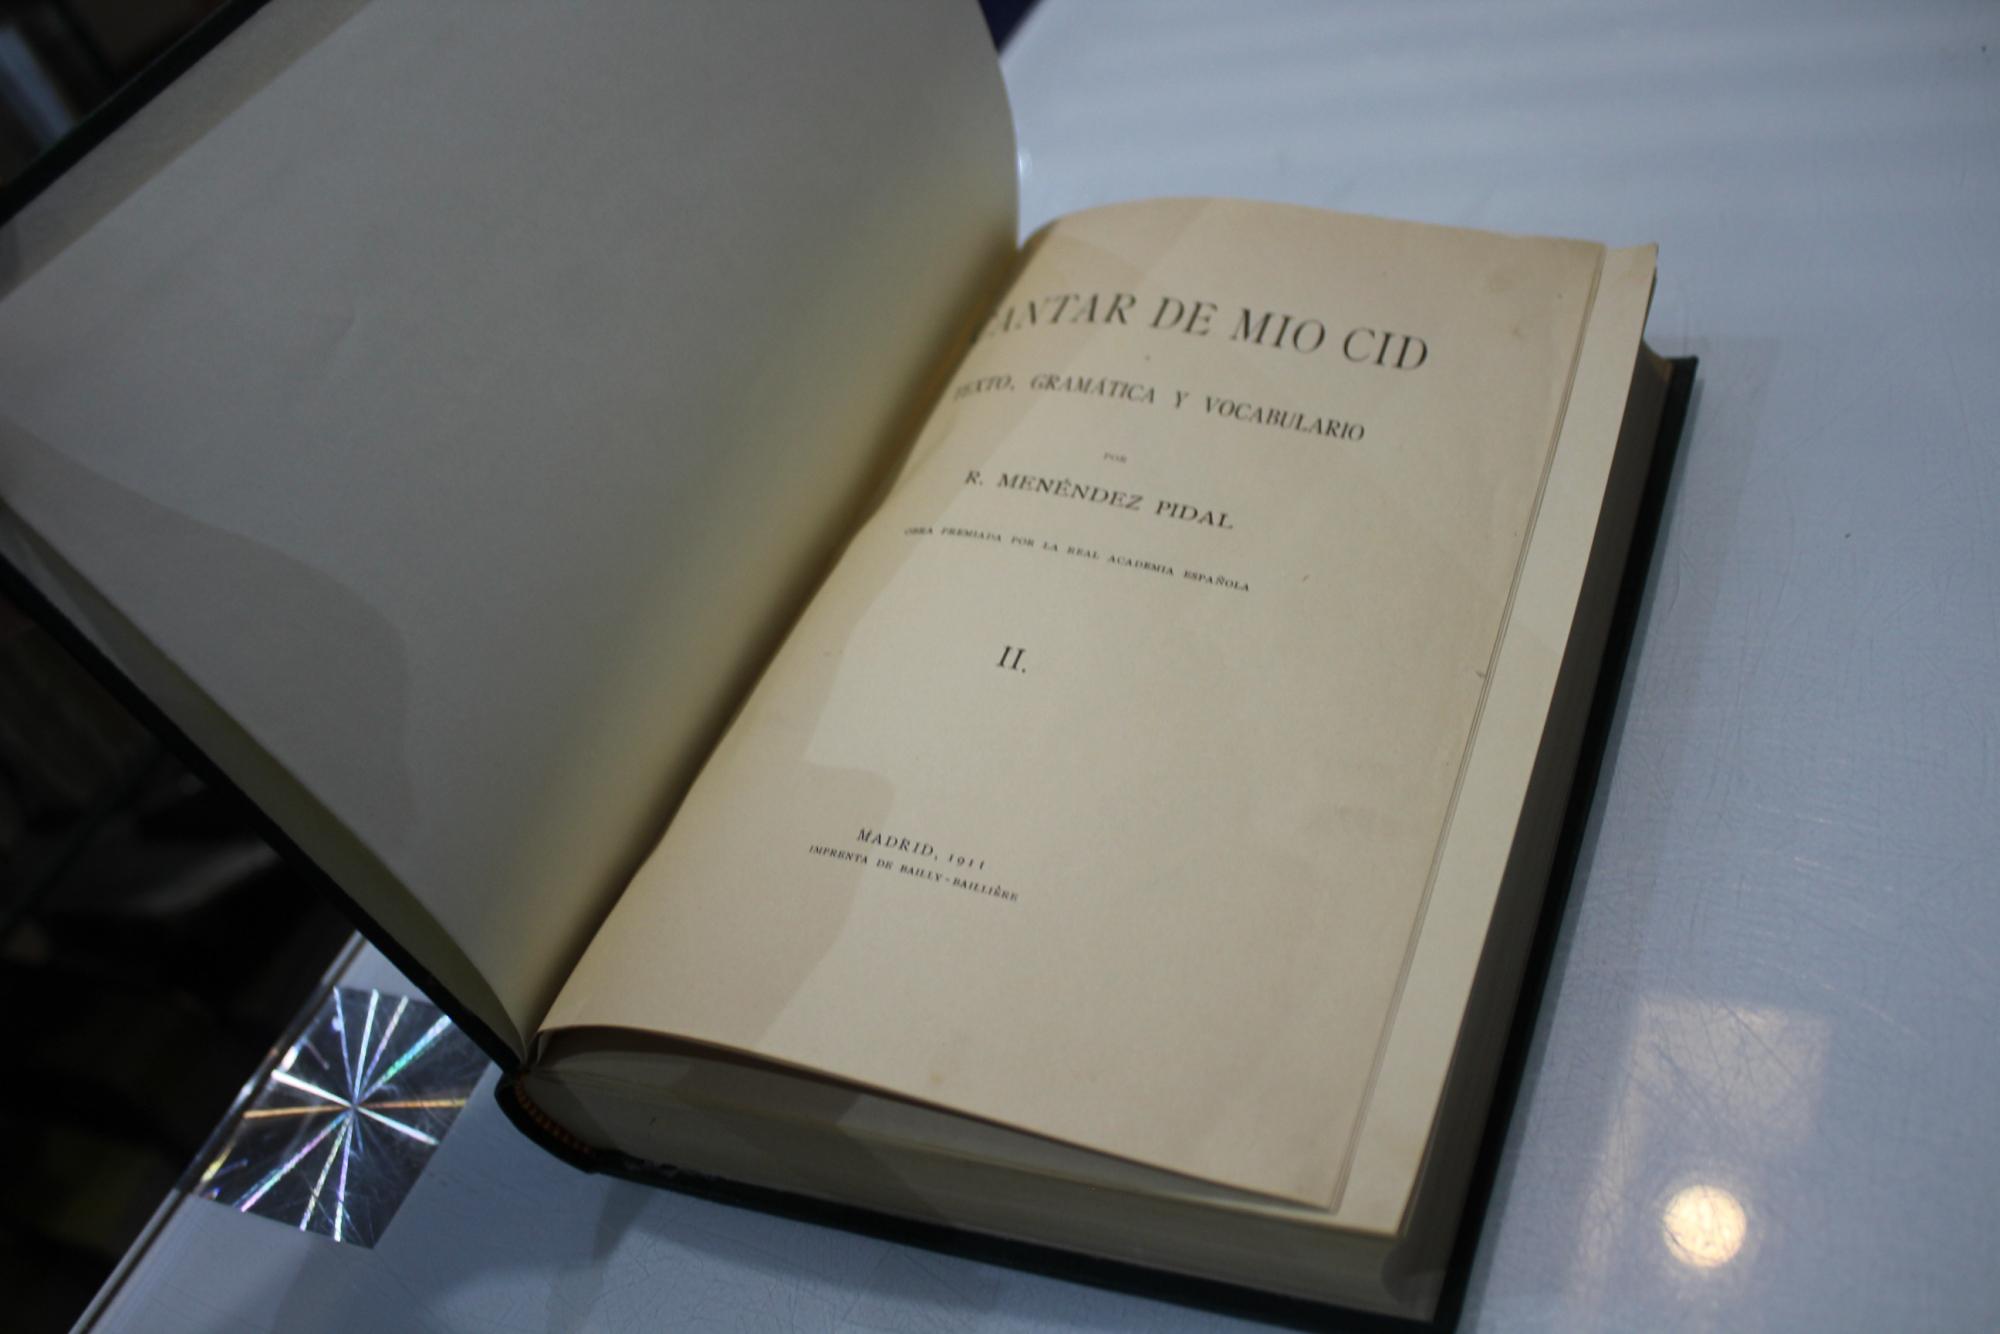 CANTAR DE MIO CID
TEXTO, GRAMÁTICA Y VOCABULARIO
POR
R. MENÉNDEZ PIDAL
OBRA PREMIADA POR LA REAL ACADEMIA ESPAÑOLA
II.
MADRID, 1911
IMPRENTA DE BAILLY-BAILLIÈRE